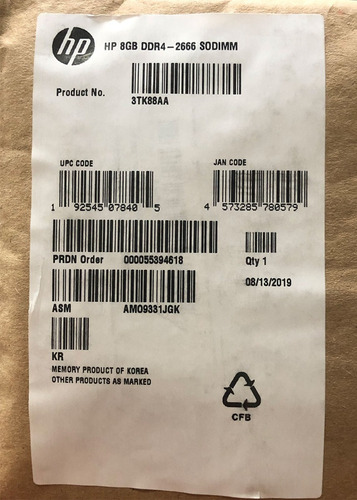 hp HP 8GB DDR4-2666 SODIMM
Product No.
3TK88AA
UPC CODE JAN CODE
1 92545 07840 5 4 573285 780579
PRDN Order 000055394618 Qty 1
08/13/2019
ASM AMO9331JGK
KR
MEMORY PRODUCT OF KOREA
OTHER PRODUCTS AS MARKED
CFB